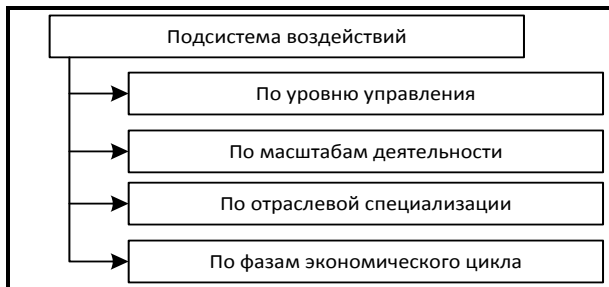 Подсистема воздействий
По уровню управления
По масштабам деятельности
По отраслевой специализации
По фазам экономического цикла